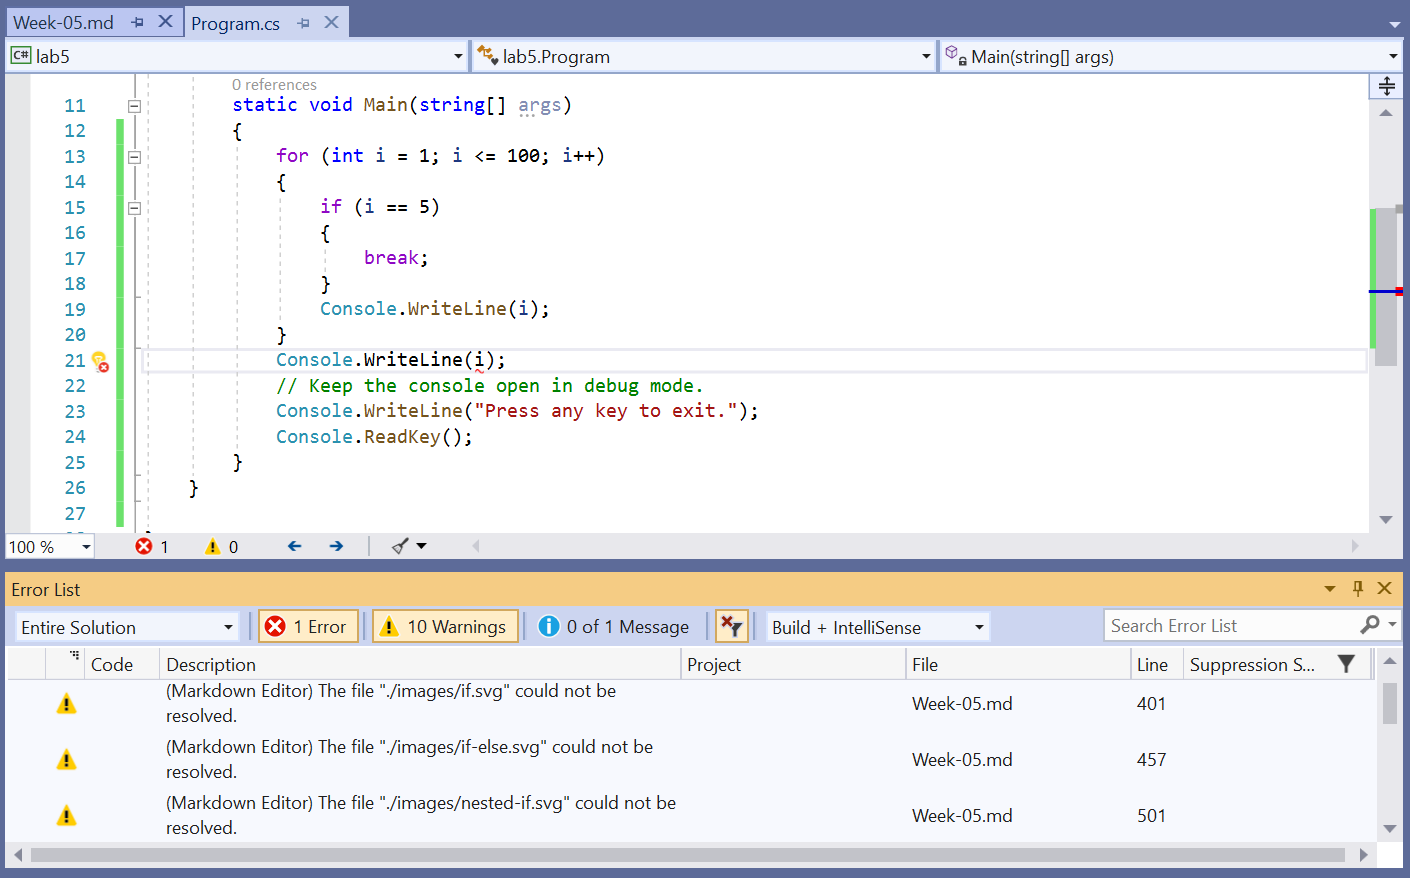 Week-05.md
Program.cs
C# lab5
lab5.Program
Main(string[] args)
0 references
11 static void Main(string[] args)
12 {
13 for (int i = 1; i <= 100; i++)
14 {
15 if (i == 5)
16 {
17 break;
18 }
19 Console.WriteLine(i);
20 }
21 Console.WriteLine(i);
22 // Keep the console open in debug mode.
23 Console.WriteLine("Press any key to exit.");
24 Console.ReadKey();
25 }
26 }
27
100 %
1
0
Error List
Entire Solution
1 Error
10 Warnings
0 of 1 Message
Build + IntelliSense
Search Error List
Code Description Project File Line Suppression S...
(Markdown Editor) The file "./images/if.svg" could not be
resolved.
Week-05.md 401
(Markdown Editor) The file "./images/if-else.svg" could not be
resolved.
Week-05.md 457
(Markdown Editor) The file "./images/nested-if.svg" could not be
resolved.
Week-05.md 501